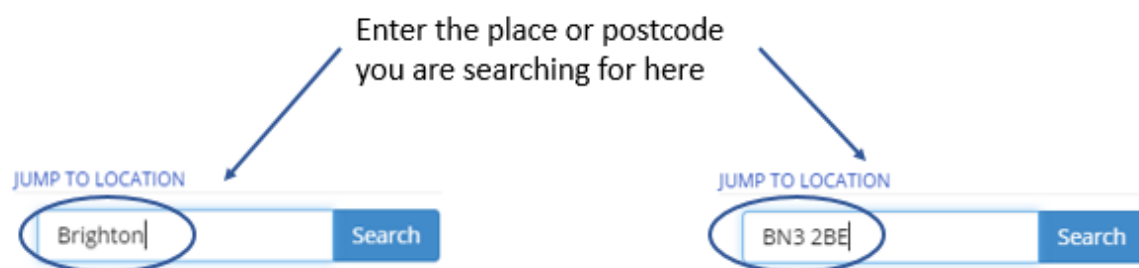 Enter the place or postcode
you are searching for here
JUMP TO LOCATION
Brighton
Search
JUMP TO LOCATION
BN3 2BE
Search